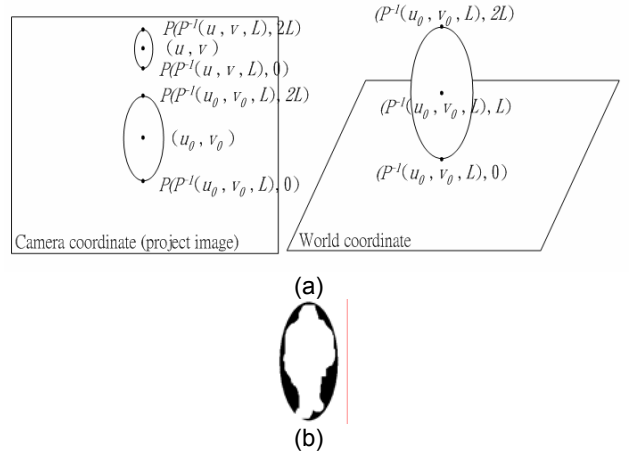 P(P⁻¹(u, v, L), 2L)
(u, v)
P(P⁻¹(u, v, L), 0)
P(P⁻¹(u₀, v₀, L), 2L)
(u₀, v₀)
P(P⁻¹(u₀, v₀, L), 0)
Camera coordinate (project image)
(P⁻¹(u₀, v₀, L), 2L)
(P⁻¹(u₀, v₀, L), L)
(P⁻¹(u₀, v₀, L), 0)
World coordinate
(a)
(b)